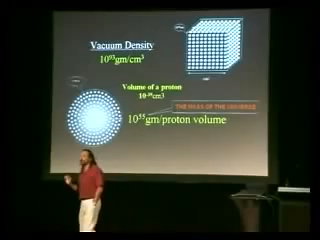 Vacuum Density
10⁹³gm/cm³
Volume of a proton
10⁻³⁹cm3
THE MASS OF THE UNIVERSE
10⁵⁵gm/proton volume